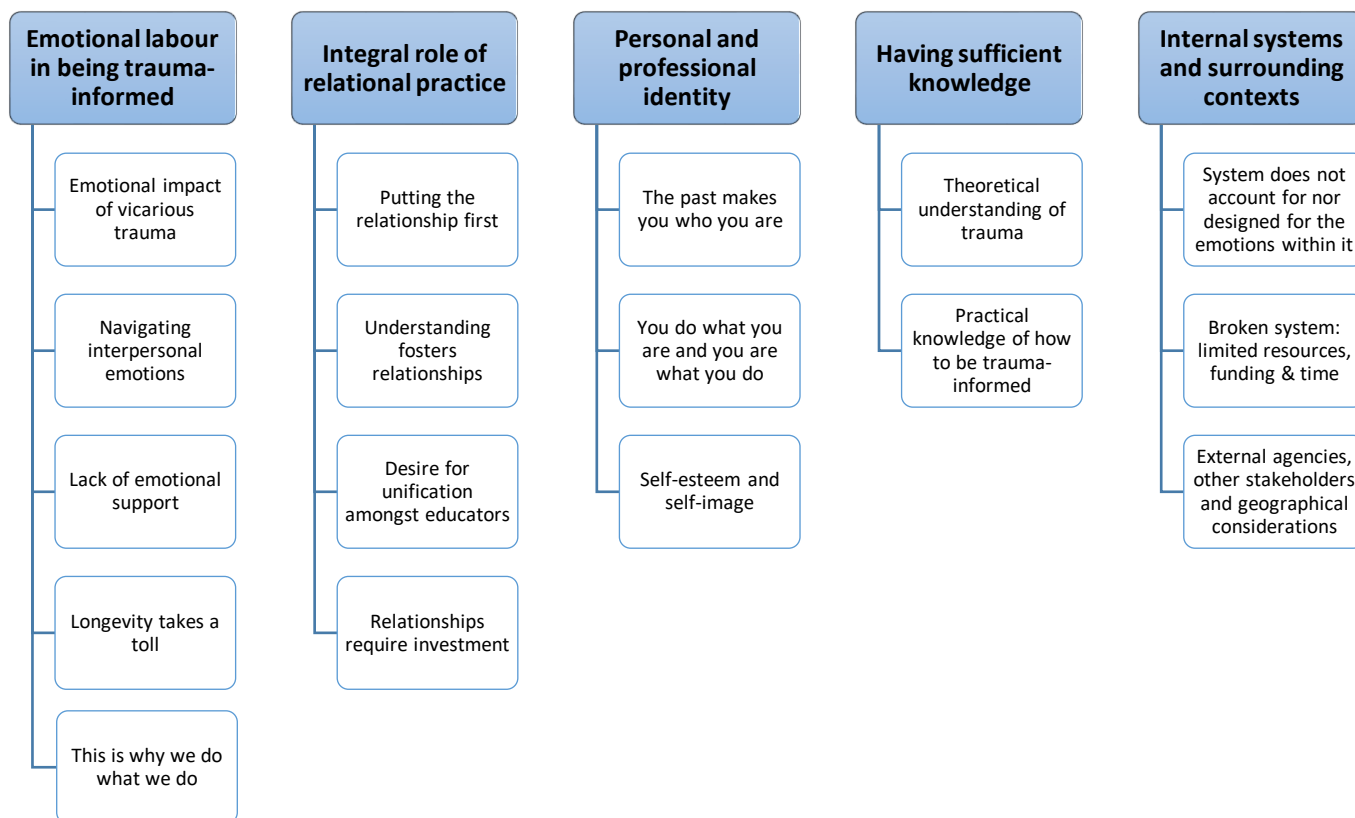 Emotional labour
in being trauma-
informed
Emotional impact
of vicarious
trauma
Navigating
interpersonal
emotions
Lack of emotional
support
Longevity takes a
toll
This is why we do
what we do
Integral role of
relational practice
Putting the
relationship first
Understanding
fosters
relationships
Desire for
unification
amongst educators
Relationships
require investment
Personal and
professional
identity
The past makes
you who you are
You do what you
are and you are
what you do
Self-esteem and
self-image
Having sufficient
knowledge
Theoretical
understanding of
trauma
Practical
knowledge of how
to be trauma-
informed
Internal systems
and surrounding
contexts
System does not
account for nor
designed for the
emotions within it
Broken system:
limited resources,
funding & time
External agencies,
other stakeholders
and geographical
considerations